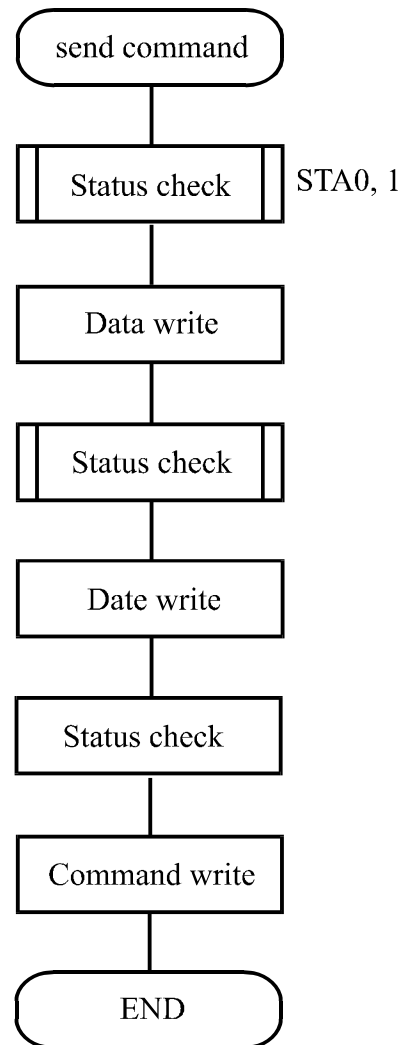 send command
Status check
STA0, 1
Data write
Status check
Date write
Status check
Command write
END